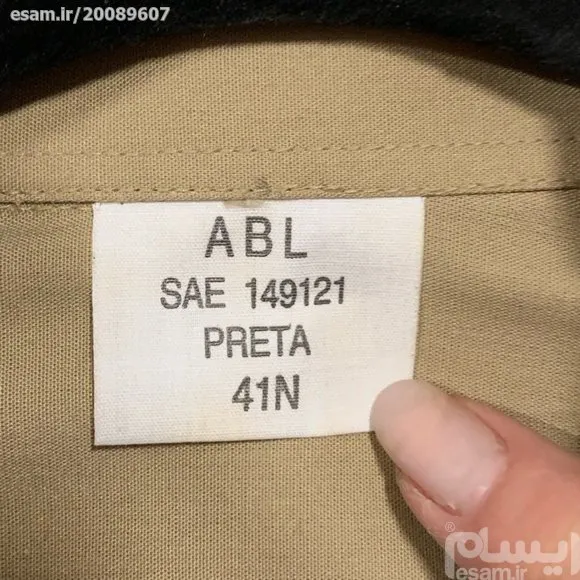 esam.ir/20089607
ABL
SAE 149121
PRETA
41N
®
ایسام
esam.ir